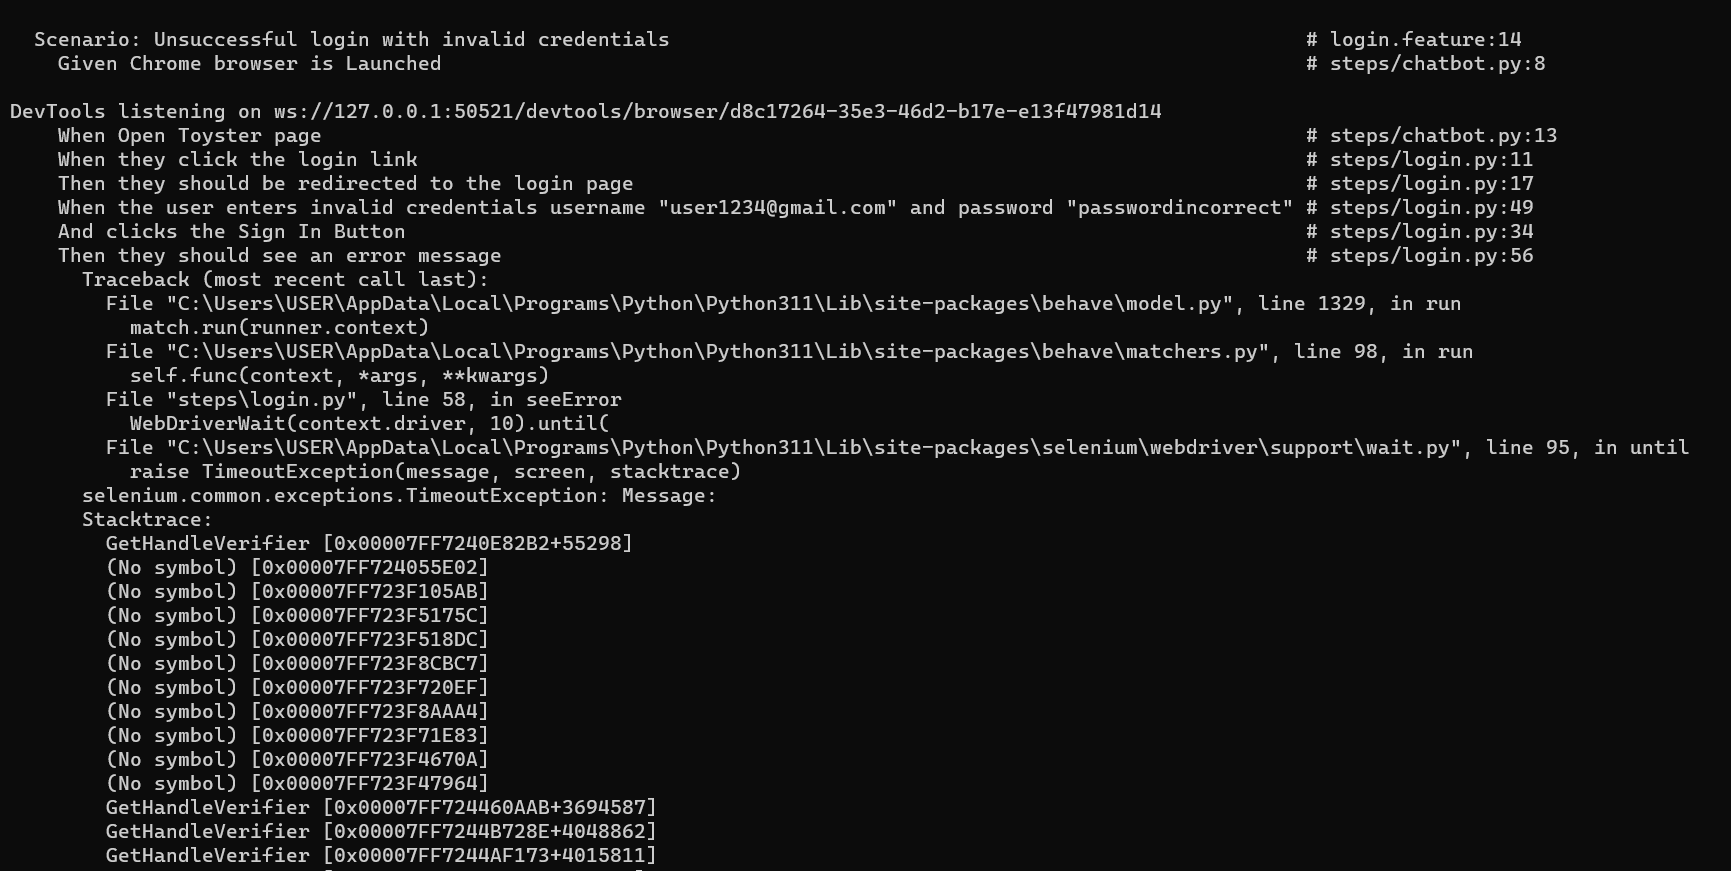 Scenario: Unsuccessful login with invalid credentials # login.feature:14
Given Chrome browser is Launched # steps/chatbot.py:8
DevTools listening on ws://127.0.0.1:50521/devtools/browser/d8c17264-35e3-46d2-b17e-e13f47981d14
When Open Toyster page # steps/chatbot.py:13
When they click the login link # steps/login.py:11
Then they should be redirected to the login page # steps/login.py:17
When the user enters invalid credentials username "user1234@gmail.com" and password "passwordincorrect" # steps/login.py:49
And clicks the Sign In Button # steps/login.py:34
Then they should see an error message # steps/login.py:56
Traceback (most recent call last):
File "C:\Users\USER\AppData\Local\Programs\Python\Python311\Lib\site-packages\behave\model.py", line 1329, in run
match.run(runner.context)
File "C:\Users\USER\AppData\Local\Programs\Python\Python311\Lib\site-packages\behave\matchers.py", line 98, in run
self.func(context, *args, **kwargs)
File "steps\login.py", line 58, in seeError
WebDriverWait(context.driver, 10).until(
File "C:\Users\USER\AppData\Local\Programs\Python\Python311\Lib\site-packages\selenium\webdriver\support\wait.py", line 95, in until
raise TimeoutException(message, screen, stacktrace)
selenium.common.exceptions.TimeoutException: Message:
Stacktrace:
GetHandleVerifier [0x00007FF7240E82B2+55298]
(No symbol) [0x00007FF724055E02]
(No symbol) [0x00007FF723F105AB]
(No symbol) [0x00007FF723F5175C]
(No symbol) [0x00007FF723F518DC]
(No symbol) [0x00007FF723F8CBC7]
(No symbol) [0x00007FF723F720EF]
(No symbol) [0x00007FF723F8AAA4]
(No symbol) [0x00007FF723F71E83]
(No symbol) [0x00007FF723F4670A]
(No symbol) [0x00007FF723F47964]
GetHandleVerifier [0x00007FF724460AAB+3694587]
GetHandleVerifier [0x00007FF7244B728E+4048862]
GetHandleVerifier [0x00007FF7244AF173+4015811]